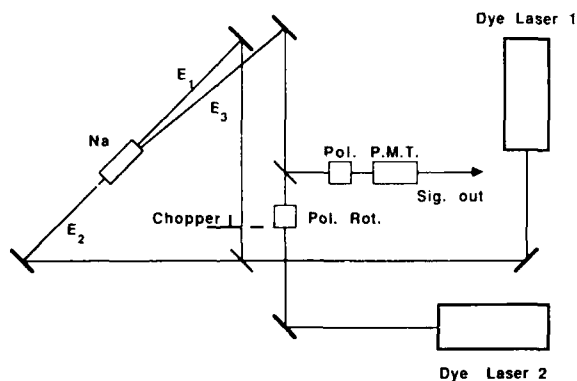 Dye Laser 1
E1
E3
Na
Pol. P.M.T.
Sig. out
Chopper
Pol. Rot.
E2
Dye Laser 2